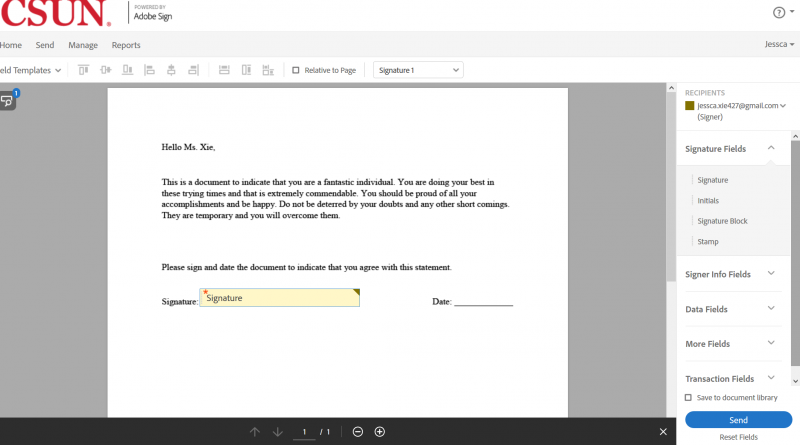 CSUN®
POWERED BY
Adobe Sign
Home Send Manage Reports
Jessca
eld Templates
Relative to Page
Signature 1
1
Hello Ms. Xie,
This is a document to indicate that you are a fantastic individual. You are doing your best in
these trying times and that is extremely commendable. You should be proud of all your
accomplishments and be happy. Do not be deterred by your doubts and any other short comings.
They are temporary and you will overcome them.
Please sign and date the document to indicate that you agree with this statement.
Signature: *Signature
Date: ____________
RECIPIENTS
jessca.xie427@gmail.com
(Signer)
Signature Fields
Signature
Initials
Signature Block
Stamp
Signer Info Fields
Data Fields
More Fields
Transaction Fields
Save to document library
Send
Reset Fields
1 / 1